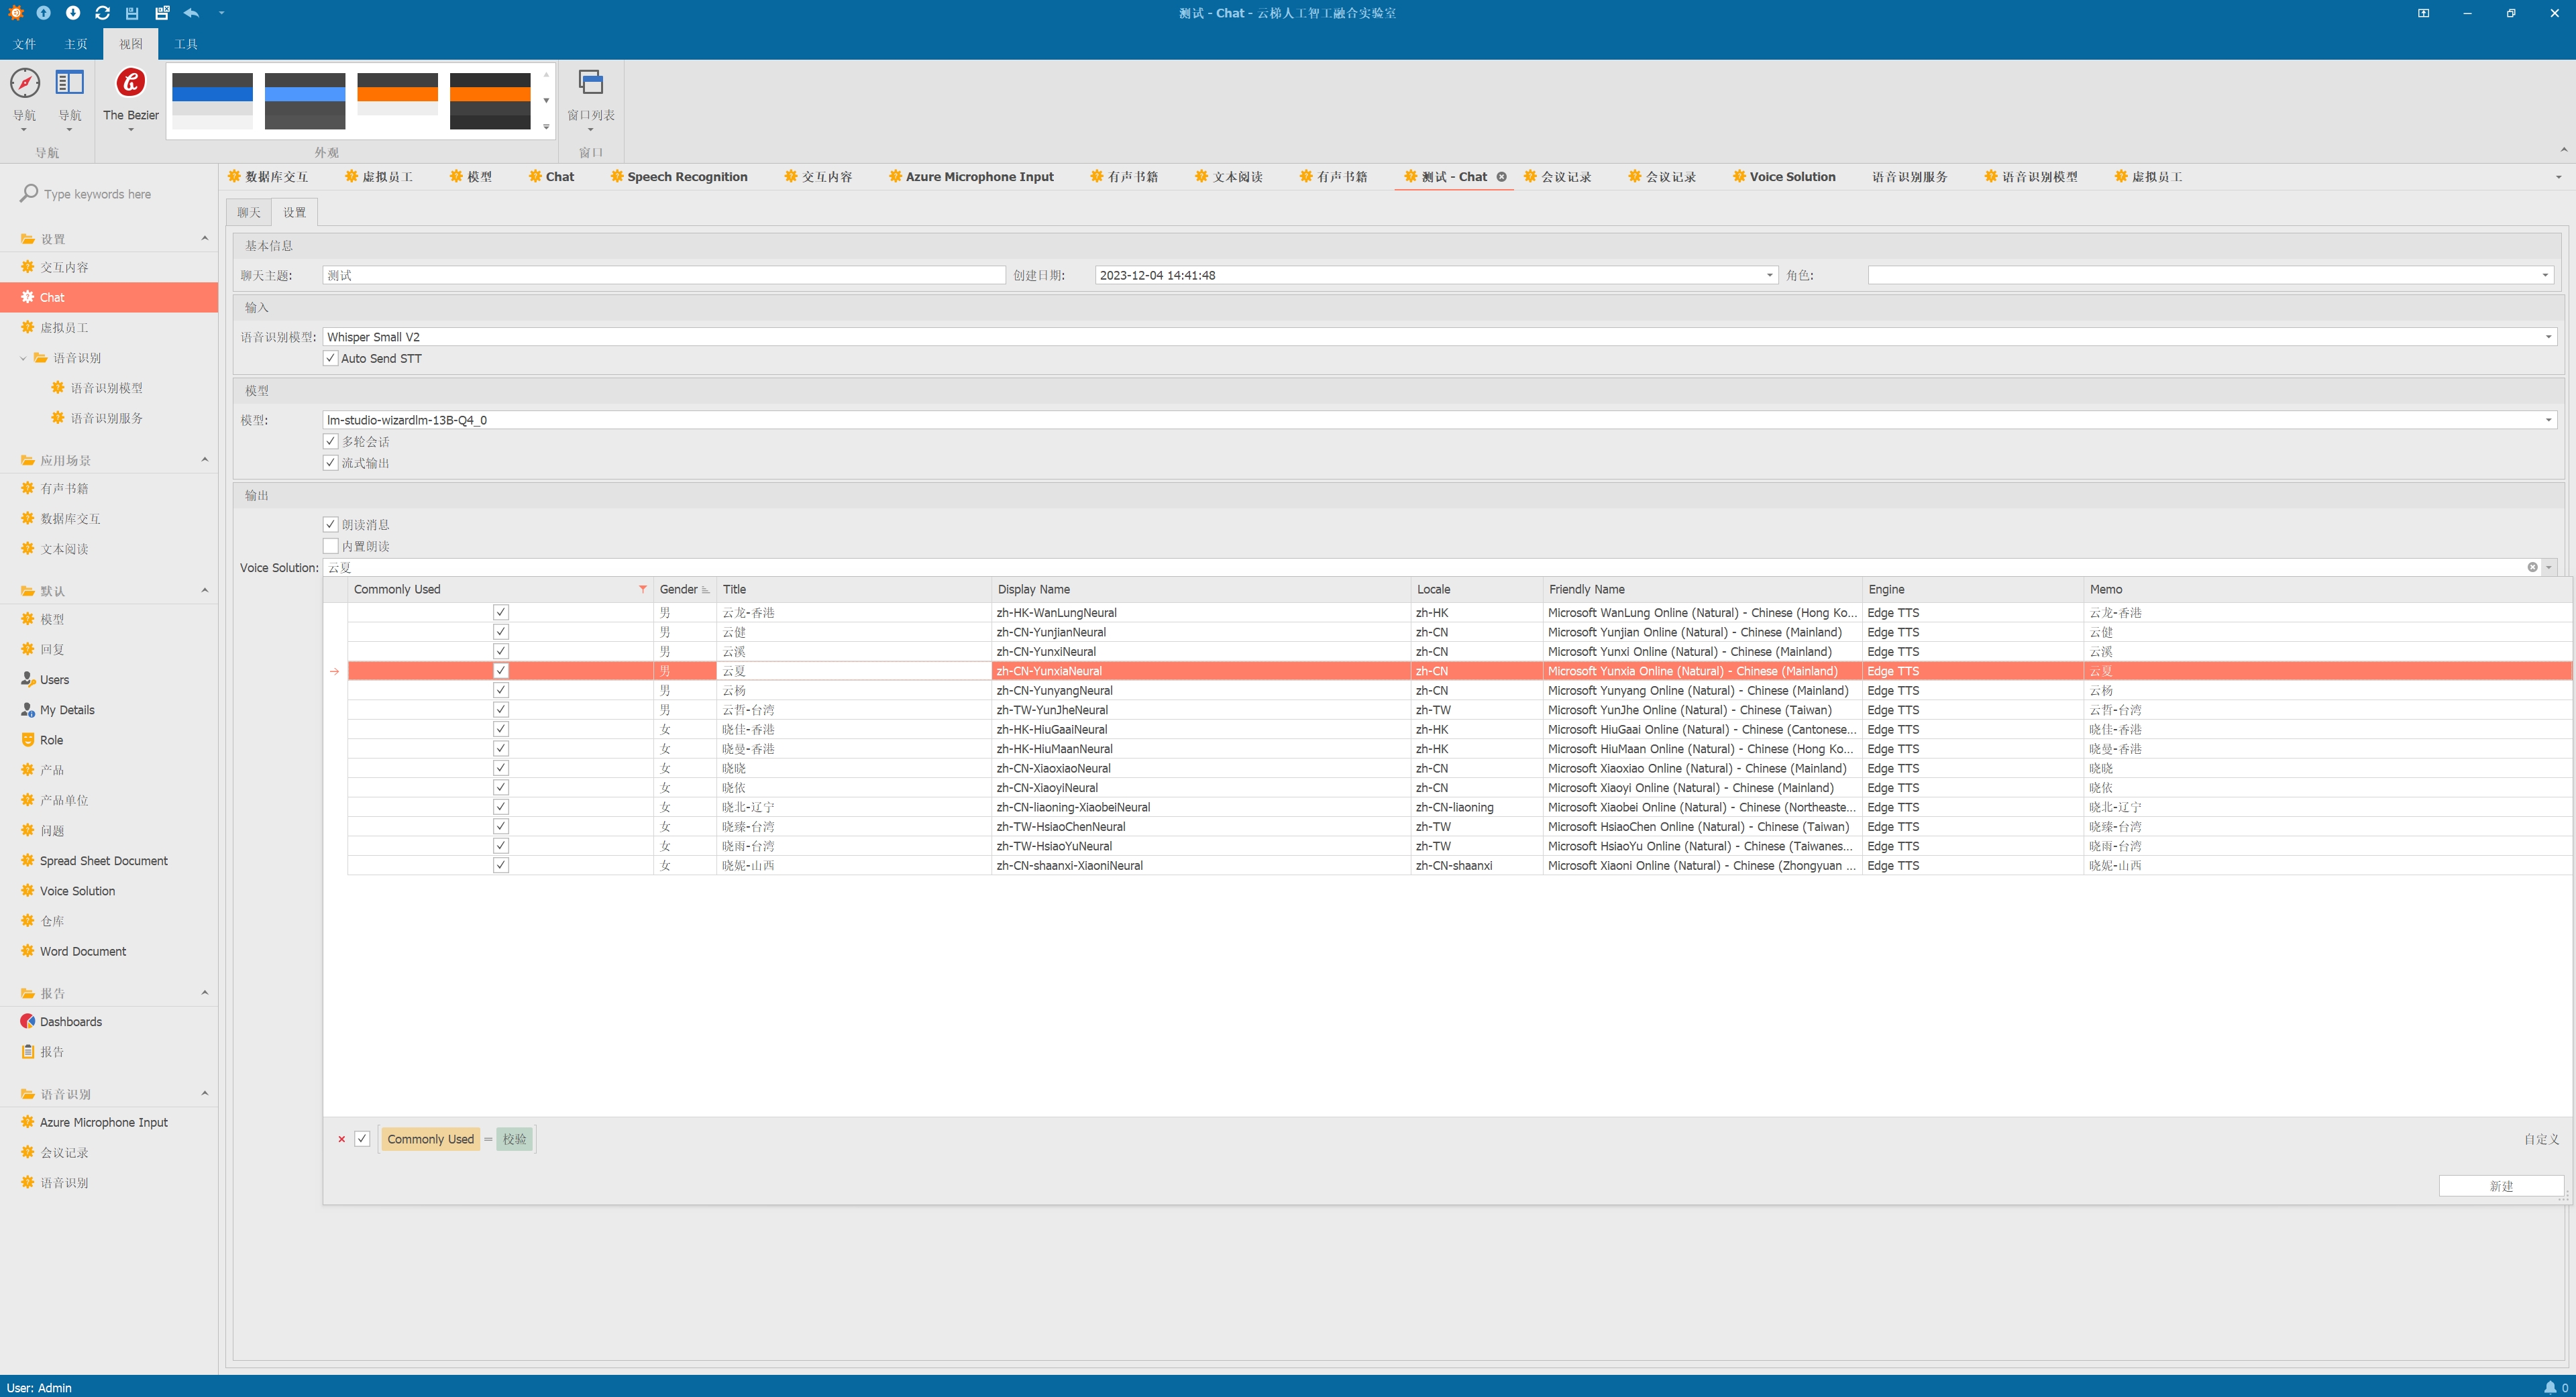 测试 - Chat - 云梯人工智工融合实验室
文件 主页 视图 工具
导航 导航 The Bezier 窗口列表
导航 外观 窗口
数据库交互 虚拟员工 模型 Chat Speech Recognition 交互内容 Azure Microphone Input 有声书籍 文本阅读 有声书籍 测试 - Chat 会议记录 会议记录 Voice Solution 语音识别服务 语音识别模型 虚拟员工
Type keywords here
设置
交互内容
Chat
虚拟员工
语音识别
语音识别模型
语音识别服务
应用场景
有声书籍
数据库交互
文本阅读
默认
模型
回复
Users
My Details
Role
产品
产品单位
问题
Spread Sheet Document
Voice Solution
仓库
Word Document
报告
Dashboards
报告
语音识别
Azure Microphone Input
会议记录
语音识别
聊天 设置
基本信息
聊天主题: 测试 创建日期: 2023-12-04 14:41:48 角色:
输入
语音识别模型: Whisper Small V2
Auto Send STT
模型
模型: lm-studio-wizardlm-13B-Q4_0
多轮会话
流式输出
输出
朗读消息
内置朗读
Voice Solution: 云夏
Commonly Used Gender Title Display Name Locale Friendly Name Engine Memo
男 云龙-香港 zh-HK-WanLungNeural zh-HK Microsoft WanLung Online (Natural) - Chinese (Hong Ko... Edge TTS 云龙-香港
男 云健 zh-CN-YunjianNeural zh-CN Microsoft Yunjian Online (Natural) - Chinese (Mainland) Edge TTS 云健
男 云溪 zh-CN-YunxiNeural zh-CN Microsoft Yunxi Online (Natural) - Chinese (Mainland) Edge TTS 云溪
男 云夏 zh-CN-YunxiaNeural zh-CN Microsoft Yunxia Online (Natural) - Chinese (Mainland) Edge TTS 云夏
男 云杨 zh-CN-YunyangNeural zh-CN Microsoft Yunyang Online (Natural) - Chinese (Mainland) Edge TTS 云杨
男 云哲-台湾 zh-TW-YunJheNeural zh-TW Microsoft YunJhe Online (Natural) - Chinese (Taiwan) Edge TTS 云哲-台湾
女 晓佳-香港 zh-HK-HiuGaaiNeural zh-HK Microsoft HiuGaai Online (Natural) - Chinese (Cantonese... Edge TTS 晓佳-香港
女 晓曼-香港 zh-HK-HiuMaanNeural zh-HK Microsoft HiuMaan Online (Natural) - Chinese (Hong Ko... Edge TTS 晓曼-香港
女 晓晓 zh-CN-XiaoxiaoNeural zh-CN Microsoft Xiaoxiao Online (Natural) - Chinese (Mainland) Edge TTS 晓晓
女 晓依 zh-CN-XiaoyiNeural zh-CN Microsoft Xiaoyi Online (Natural) - Chinese (Mainland) Edge TTS 晓依
女 晓北-辽宁 zh-CN-liaoning-XiaobeiNeural zh-CN-liaoning Microsoft Xiaobei Online (Natural) - Chinese (Northeaste... Edge TTS 晓北-辽宁
女 晓臻-台湾 zh-TW-HsiaoChenNeural zh-TW Microsoft HsiaoChen Online (Natural) - Chinese (Taiwan) Edge TTS 晓臻-台湾
女 晓雨-台湾 zh-TW-HsiaoYuNeural zh-TW Microsoft HsiaoYu Online (Natural) - Chinese (Taiwanes... Edge TTS 晓雨-台湾
女 晓妮-山西 zh-CN-shaanxi-XiaoniNeural zh-CN-shaanxi Microsoft Xiaoni Online (Natural) - Chinese (Zhongyuan ... Edge TTS 晓妮-山西
Commonly Used = 校验 自定义
新建
User: Admin 0